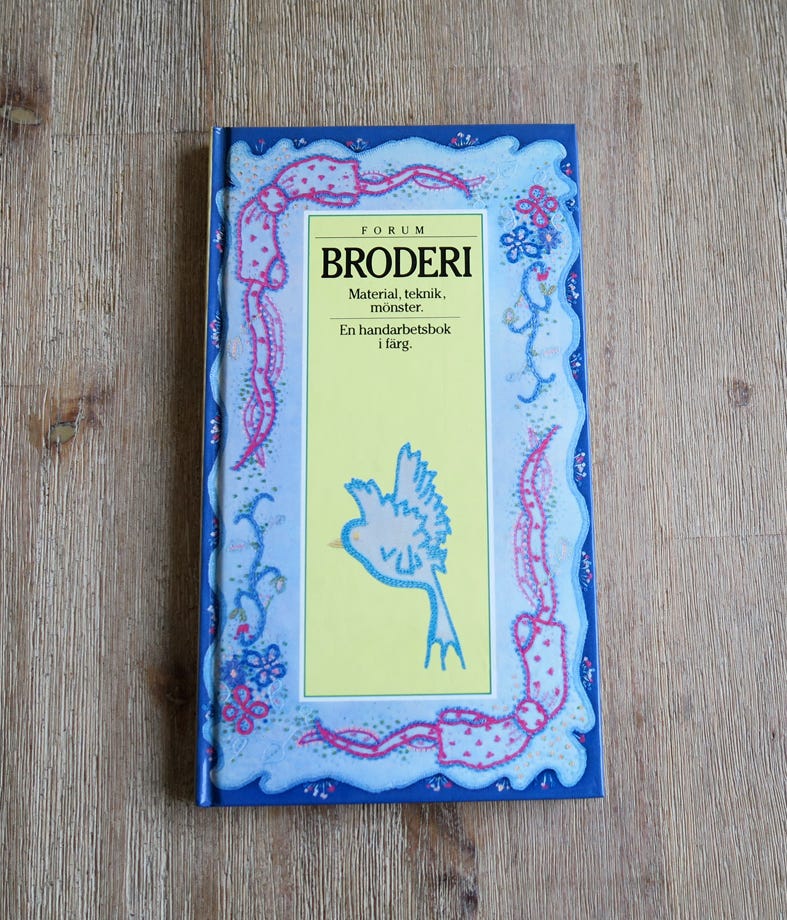 FORUM
BRODERI
Material, teknik,
mönster.
En handarbetsbok
i färg.